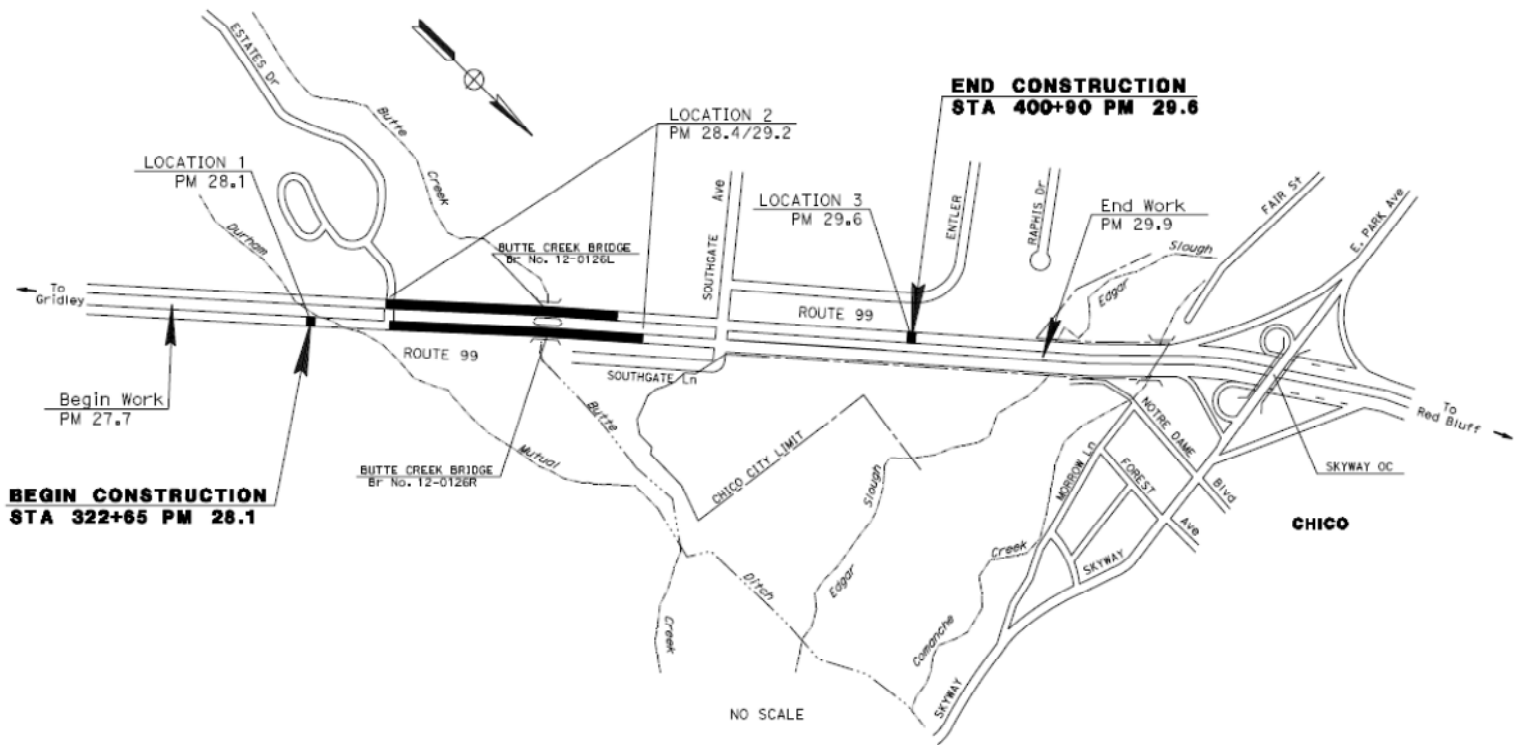 ESTATES Dr
Butte
Creek
LOCATION 2
PM 28.4/29.2
END CONSTRUCTION
STA 400+90 PM 29.6
LOCATION 1
PM 28.1
Durham
BUTTE CREEK BRIDGE
Br No. 12-0126L
SOUTHGATE Ave
LOCATION 3
PM 29.6
ENTLER
RAPHIS Dr
End Work
PM 29.9
Slough
Edgar
FAIR St
E. PARK Ave
To
Gridley
ROUTE 99
ROUTE 99
SOUTHGATE Ln
Begin Work
PM 27.7
Mutual
Butte
BUTTE CREEK BRIDGE
Br No. 12-0126R
BEGIN CONSTRUCTION
STA 322+65 PM 28.1
CHICO CITY LIMIT
Slough
Edgar
MORROW Ln
NOTRE DAME
Blvd
FOREST
Ave
SKYWAY
To
Red Bluff
SKYWAY OC
CHICO
Creek
Ditch
Creek
Comanche
SKYWAY
NO SCALE